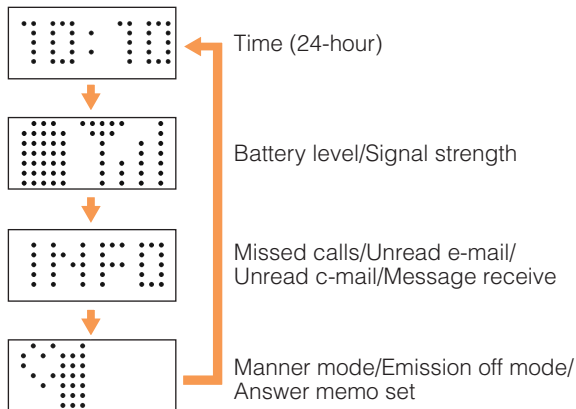 10:10
Time (24-hour)
Battery level/Signal strength
INFO
Missed calls/Unread e-mail/
Unread c-mail/Message receive
Manner mode/Emission off mode/
Answer memo set